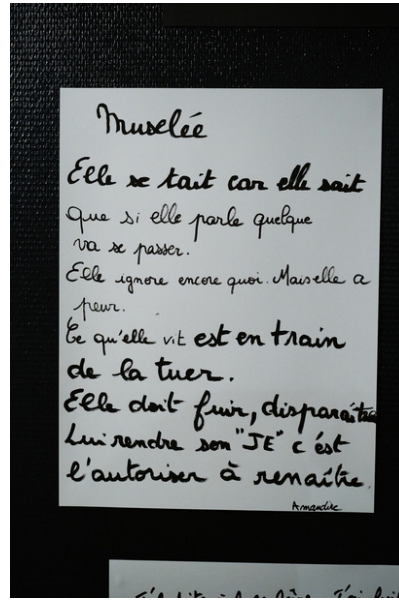 Muselée
Elle se tait car elle sait
Que si elle parle quelque
va se passer.
Elle ignore encore quoi. Mais elle a
peur.
Ce qu'elle vit est en train
de la tuer.
Elle doit fuir, disparaître
Lui rendre son "JE" c'est
l'autoriser à renaître.
Amandine